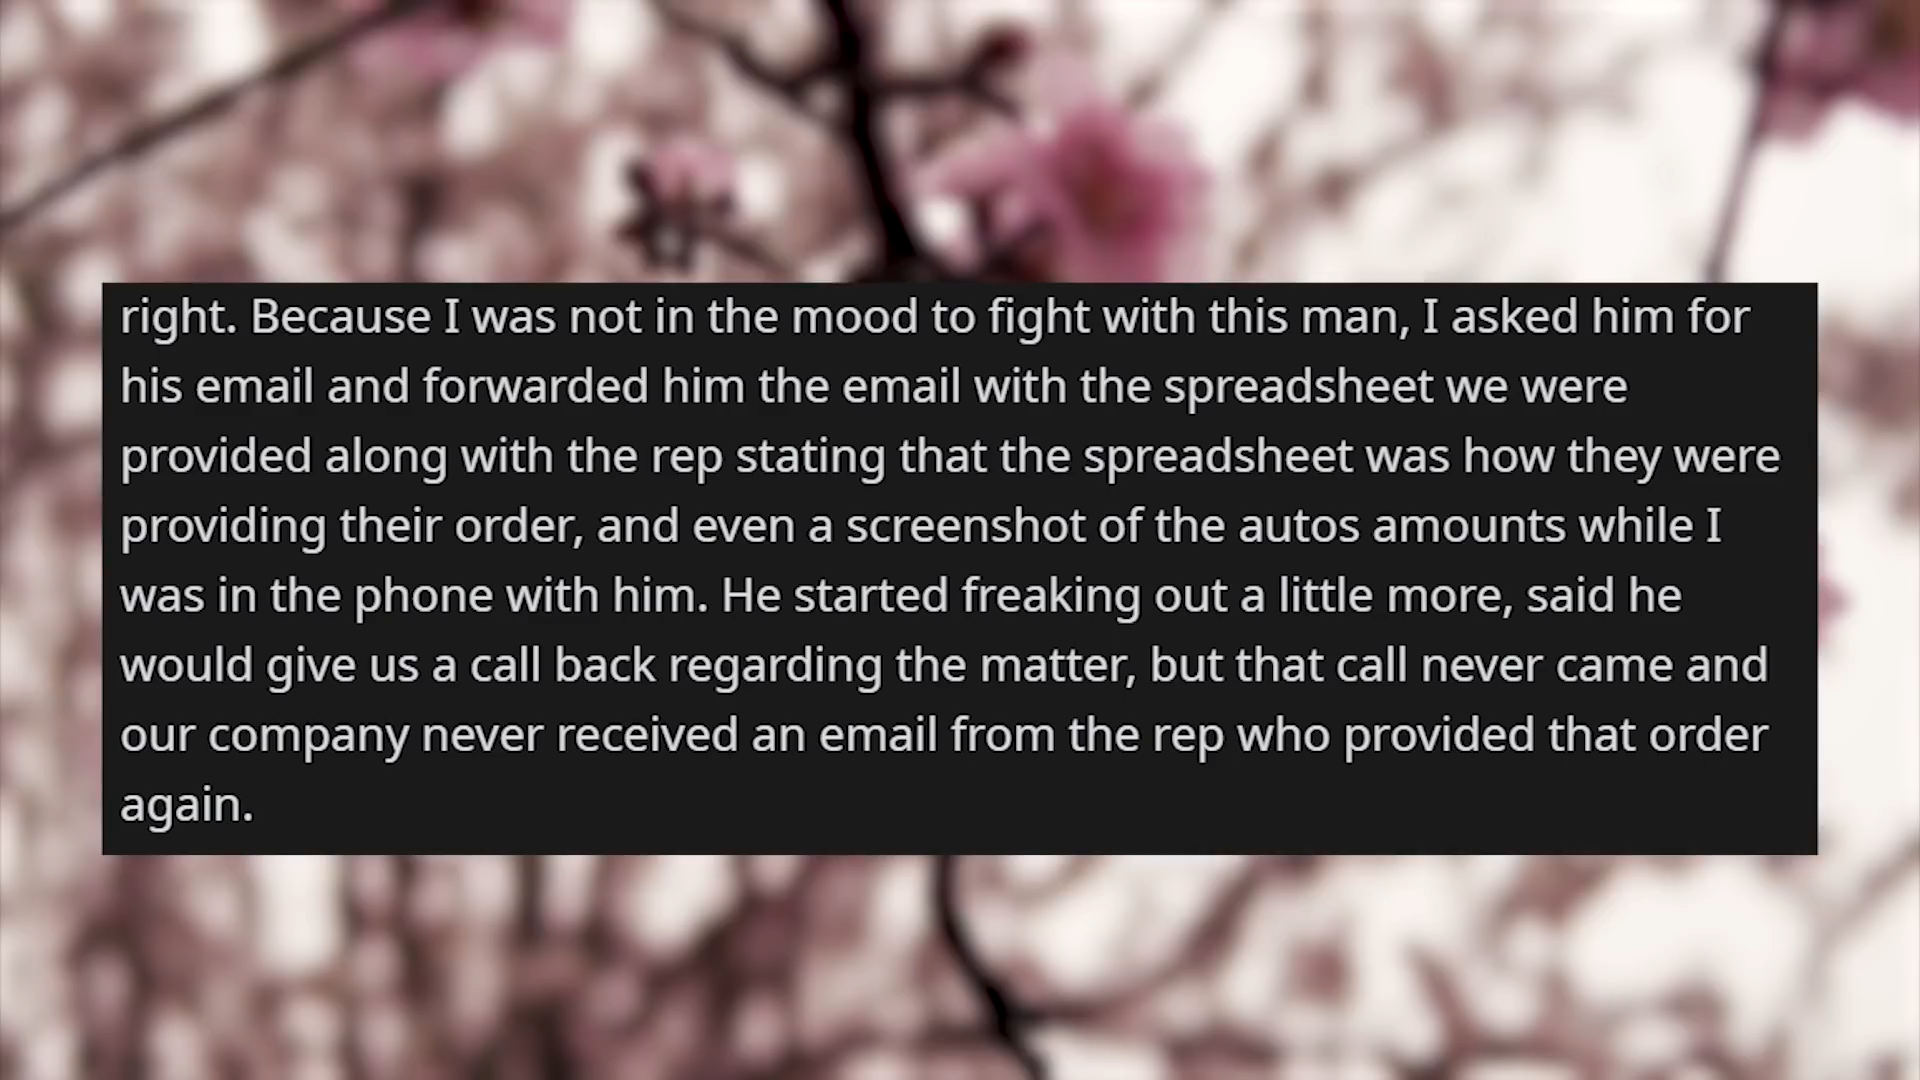 right. Because I was not in the mood to fight with this man, I asked him for
his email and forwarded him the email with the spreadsheet we were
provided along with the rep stating that the spreadsheet was how they were
providing their order, and even a screenshot of the autos amounts while I
was in the phone with him. He started freaking out a little more, said he
would give us a call back regarding the matter, but that call never came and
our company never received an email from the rep who provided that order
again.